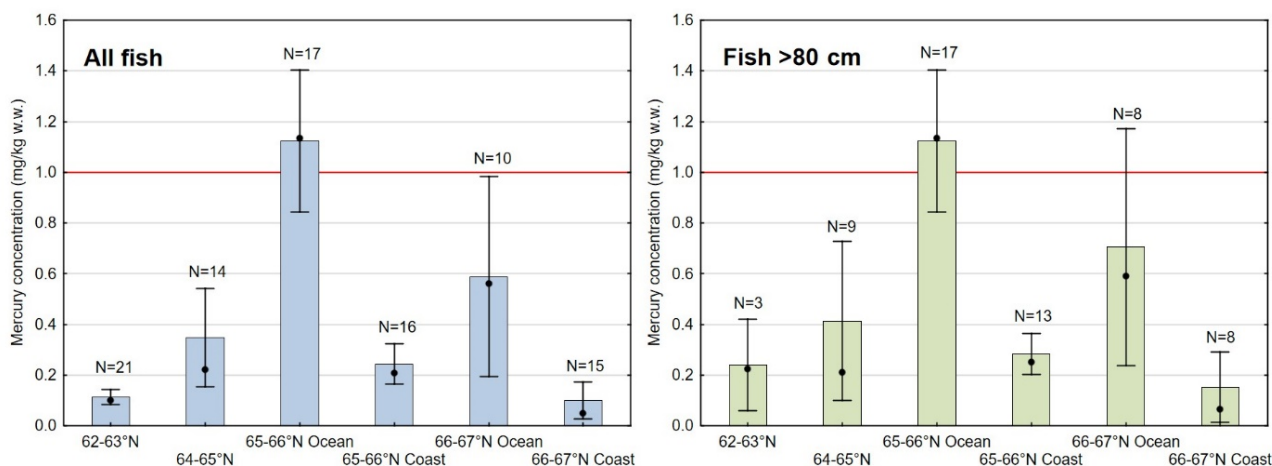 All fish
Mercury concentration (mg/kg w.w.)
1.6
1.4
1.2
1.0
0.8
0.6
0.4
0.2
0.0
N=21
N=14
N=17
N=16
N=10
N=15
62-63°N
64-65°N
65-66°N Ocean
65-66°N Coast
66-67°N Ocean
66-67°N Coast
Fish >80 cm
Mercury concentration (mg/kg w.w.)
1.6
1.4
1.2
1.0
0.8
0.6
0.4
0.2
0.0
N=3
N=9
N=17
N=13
N=8
N=8
62-63°N
64-65°N
65-66°N Ocean
65-66°N Coast
66-67°N Ocean
66-67°N Coast